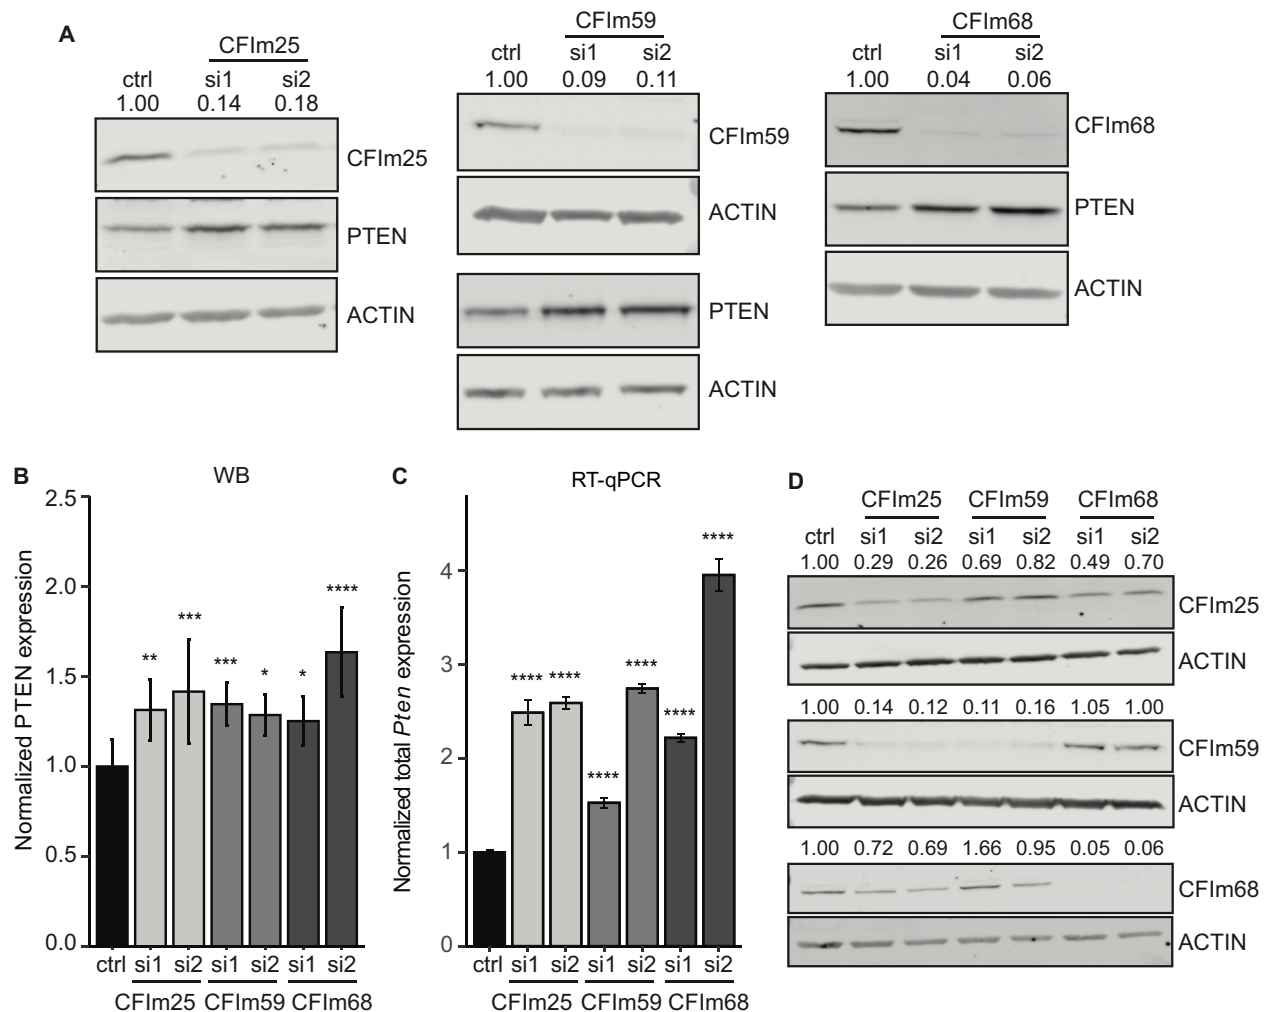 A
CFIm25
ctrl si1 si2
1.00 0.14 0.18
CFIm25
PTEN
ACTIN
CFIm59
ctrl si1 si2
1.00 0.09 0.11
CFIm59
ACTIN
PTEN
ACTIN
CFIm68
ctrl si1 si2
1.00 0.04 0.06
CFIm68
PTEN
ACTIN
B
WB
Normalized PTEN expression
2.5
2.0
1.5
1.0
0.5
0.0
** *** *** * * ****
ctrl si1 si2 si1 si2 si1 si2
CFIm25 CFIm59 CFIm68
C
RT-qPCR
Normalized total Pten expression
4
3
2
1
0
**** **** **** **** **** ****
ctrl si1 si2 si1 si2 si1 si2
CFIm25 CFIm59 CFIm68
D
CFIm25 CFIm59 CFIm68
ctrl si1 si2 si1 si2 si1 si2
1.00 0.29 0.26 0.69 0.82 0.49 0.70
CFIm25
ACTIN
1.00 0.14 0.12 0.11 0.16 1.05 1.00
CFIm59
ACTIN
1.00 0.72 0.69 1.66 0.95 0.05 0.06
CFIm68
ACTIN